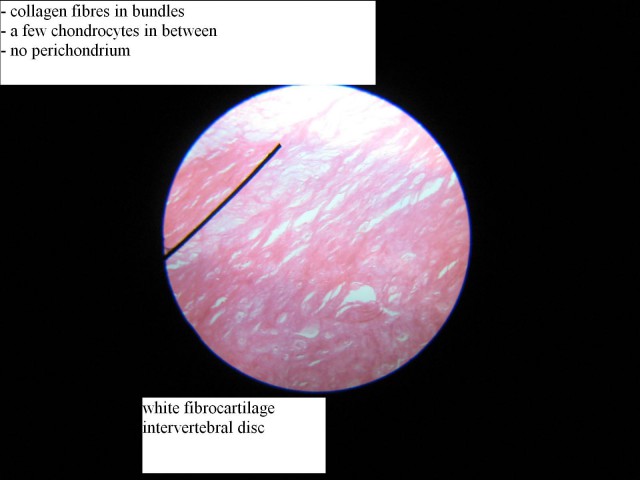 - collagen fibres in bundles
- a few chondrocytes in between
- no perichondrium
white fibrocartilage
intervertebral disc